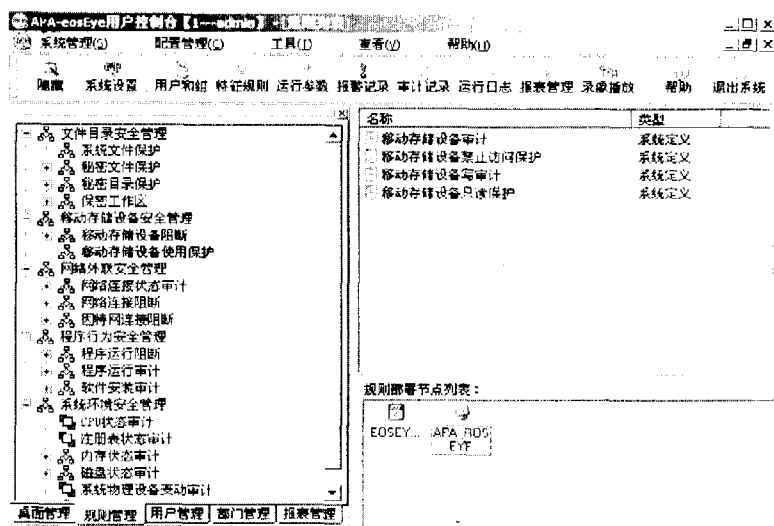 APA-eosEye用户控制台【1---admin】
系统管理(S) 配置管理(C) 工具(T) 查看(V) 帮助(H)
隐藏 系统设置 用户和组 特征规则 运行参数 报警记录 审计记录 运行日志 报表管理 录像播放 帮助 退出系统
文件目录安全管理
系统文件保护
秘密文件保护
秘密目录保护
保密工作区
移动存储设备安全管理
移动存储设备阻断
移动存储设备使用保护
网络外联安全管理
网络连接状态审计
网络连接阻断
因特网连接阻断
程序行为安全管理
程序运行阻断
程序运行审计
软件安装审计
系统环境安全管理
CPU状态审计
注册表状态审计
内存状态审计
磁盘状态审计
系统物理设备变动审计
桌面管理 规则管理 用户管理 部门管理 报表管理
名称 类型
移动存储设备审计 系统定义
移动存储设备禁止访问保护 系统定义
移动存储设备写审计 系统定义
移动存储设备只读保护 系统定义
规则部署节点列表：
EOSEY... APA_EOS
EYE